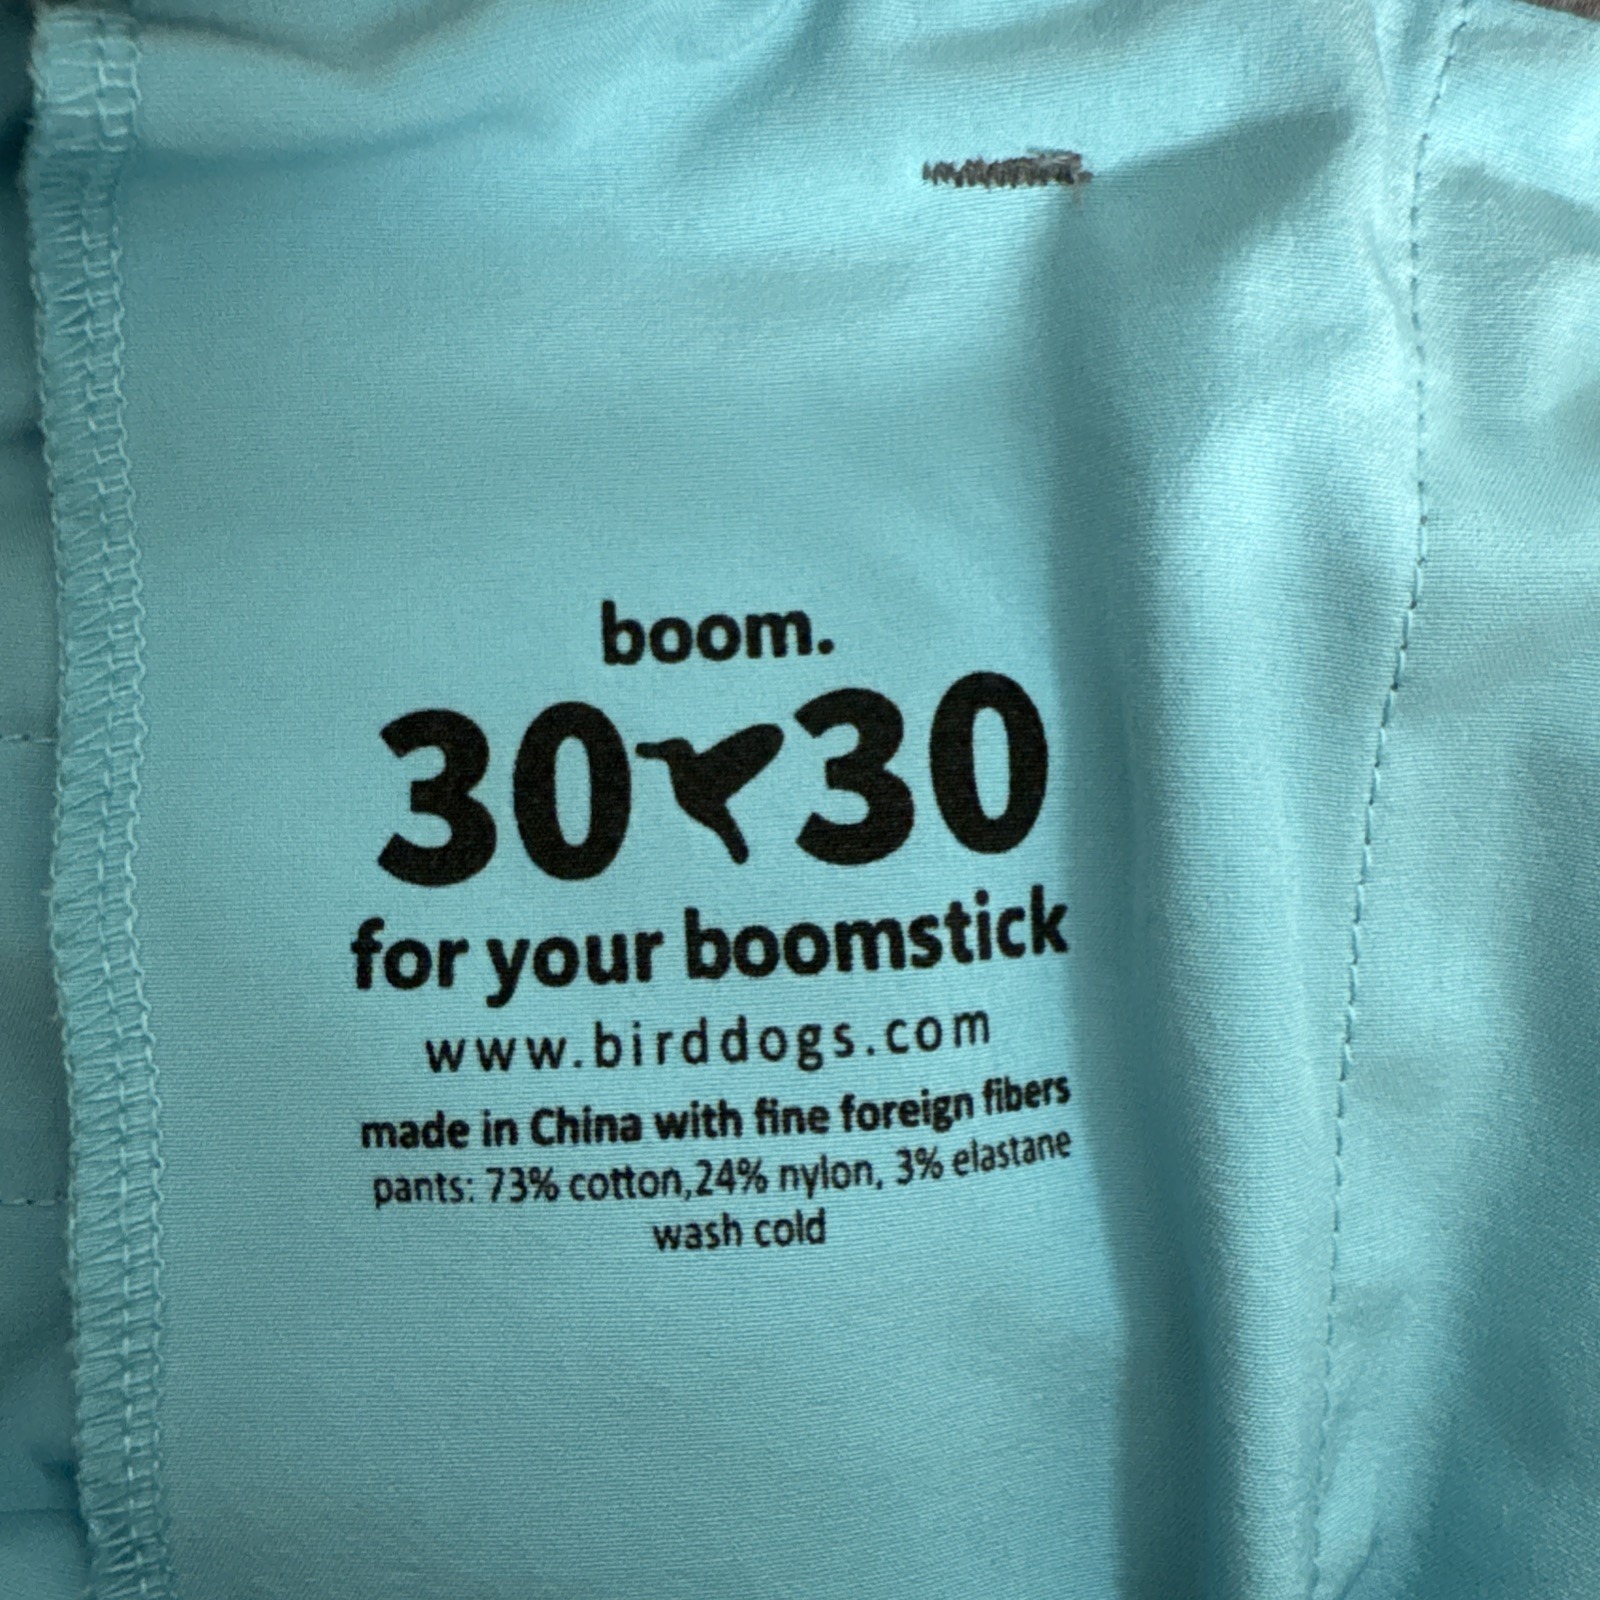 boom.
30 30
for your boomstick
www.birddogs.com
made in China with fine foreign fibers
pants: 73% cotton,24% nylon, 3% elastane
wash cold